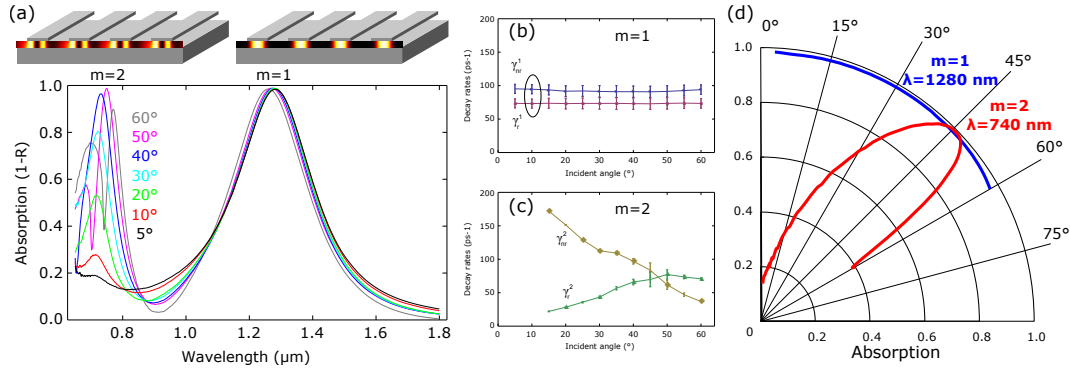 (a)
m=2
m=1
60°
50°
40°
30°
20°
10°
5°
Absorption (1-R)
1.0
0.8
0.6
0.4
0.2
0.0
0.8 1.0 1.2 1.4 1.6 1.8
Wavelength (µm)
(b)
m=1
Decay rates (ps-1)
200
150
100
50
0
γ¹nr
γ¹r
0 10 20 30 40 50 60
Incident angle (°)
(c)
m=2
Decay rates (ps-1)
200
150
100
50
0
γ²nr
γ²r
0 10 20 30 40 50 60
Incident angle (°)
(d)
0°
15°
30°
45°
60°
75°
m=1
λ=1280 nm
m=2
λ=740 nm
1.0
0.8
0.6
0.4
0.2
0
0.2 0.4 0.6 0.8 1.0
Absorption